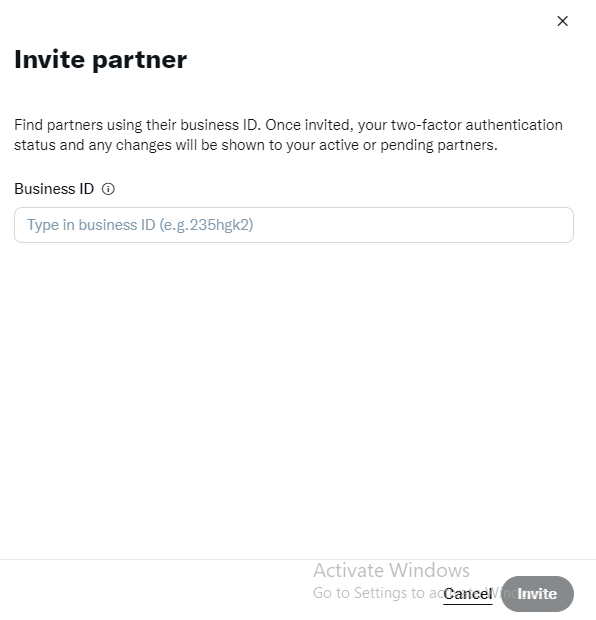 Invite partner
Find partners using their business ID. Once invited, your two-factor authentication
status and any changes will be shown to your active or pending partners.
Business ID
Type in business ID (e.g.235hgk2)
Activate Windows
Go to Settings to activate Windows.
Cancel
Invite